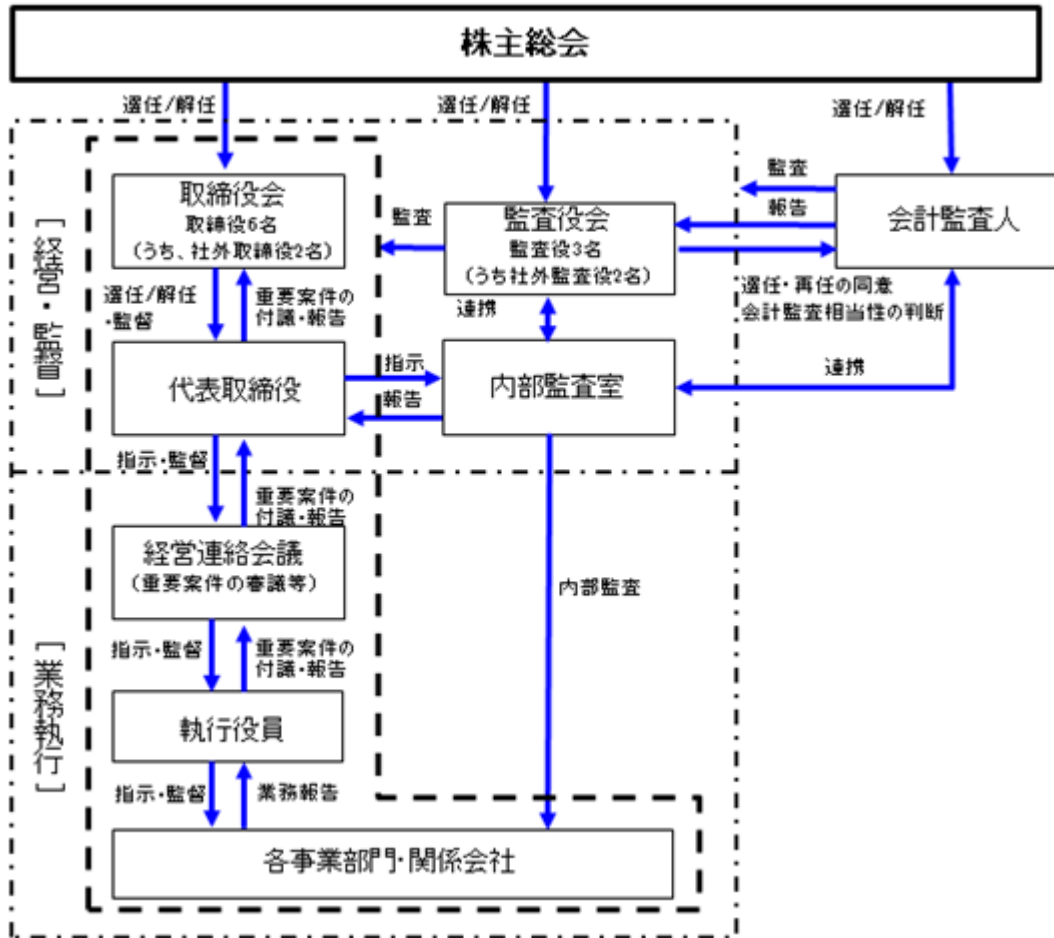 株主総会
選任/解任
選任/解任
選任/解任
[経営・監督]
取締役会
取締役6名
(うち、社外取締役2名)
監査
監査役会
監査役3名
(うち社外監査役2名)
監査
報告
会計監査人
選任・再任の同意
会計監査相当性の判断
選任/解任
・監督
重要案件の
付議・報告
連携
代表取締役
指示
報告
内部監査室
連携
指示・監督
重要案件の
付議・報告
[業務執行]
経営連絡会議
(重要案件の審議等)
内部監査
指示・監督
重要案件の
付議・報告
執行役員
指示・監督
業務報告
各事業部門・関係会社